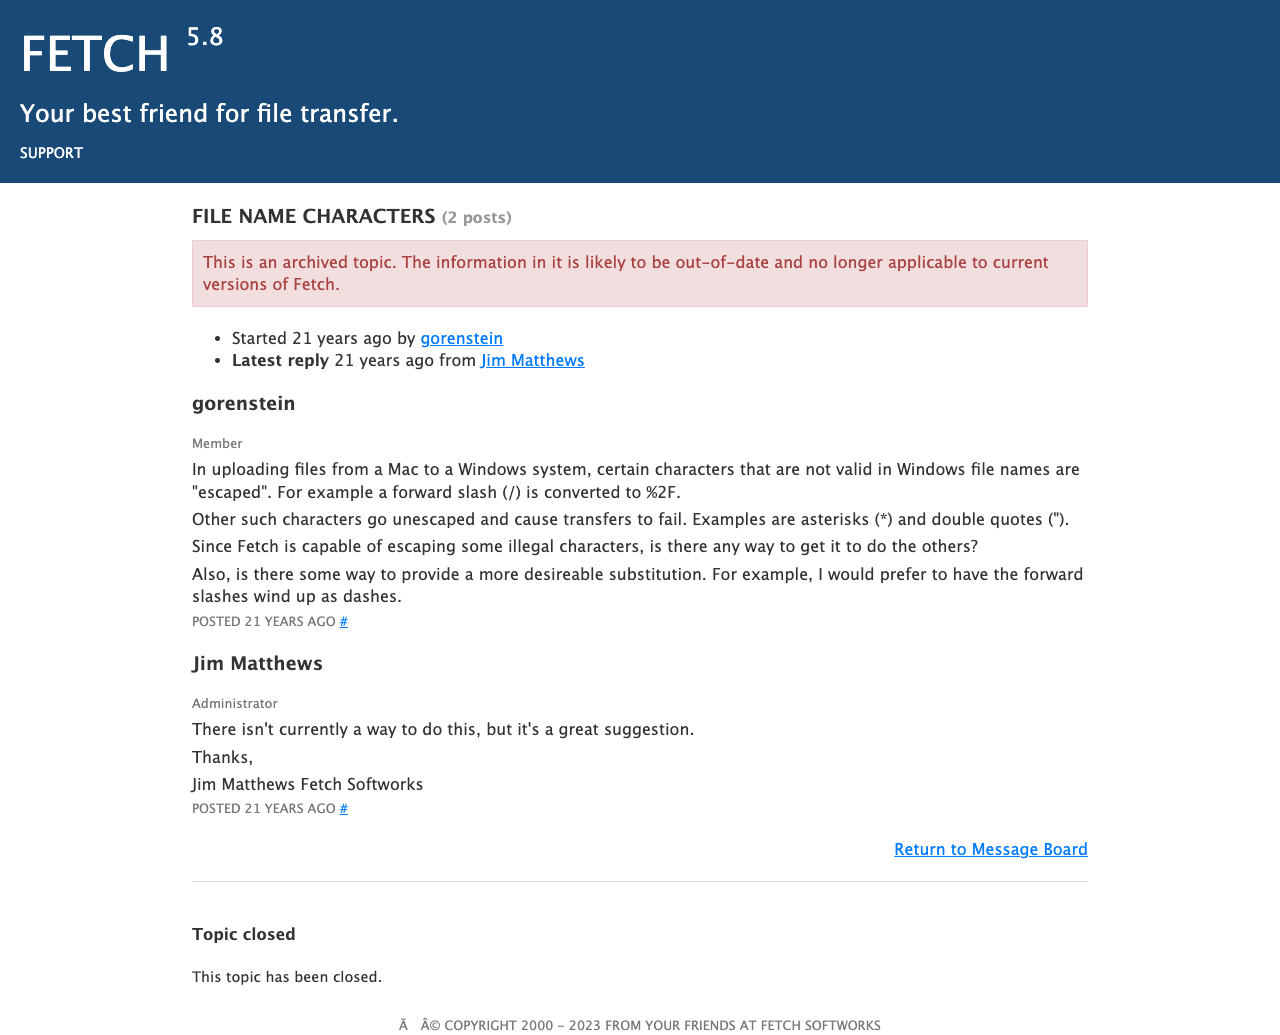 FETCH 5.8
Your best friend for file transfer.
SUPPORT
FILE NAME CHARACTERS (2 posts)
This is an archived topic. The information in it is likely to be out-of-date and no longer applicable to current
versions of Fetch.
• Started 21 years ago by gorenstein
• Latest reply 21 years ago from Jim Matthews
gorenstein
Member
In uploading files from a Mac to a Windows system, certain characters that are not valid in Windows file names are
"escaped". For example a forward slash (/) is converted to %2F.
Other such characters go unescaped and cause transfers to fail. Examples are asterisks (*) and double quotes (").
Since Fetch is capable of escaping some illegal characters, is there any way to get it to do the others?
Also, is there some way to provide a more desireable substitution. For example, I would prefer to have the forward
slashes wind up as dashes.
POSTED 21 YEARS AGO #
Jim Matthews
Administrator
There isn't currently a way to do this, but it's a great suggestion.
Thanks,
Jim Matthews Fetch Softworks
POSTED 21 YEARS AGO #
Return to Message Board
Topic closed
This topic has been closed.
Ã Â© COPYRIGHT 2000 – 2023 FROM YOUR FRIENDS AT FETCH SOFTWORKS